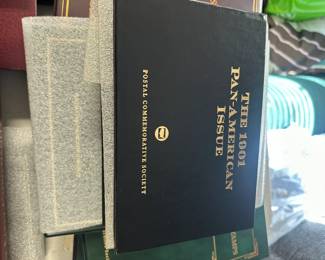 THE 1901
PAN-AMERICAN
ISSUE
POSTAL COMMEMORATIVE SOCIETY